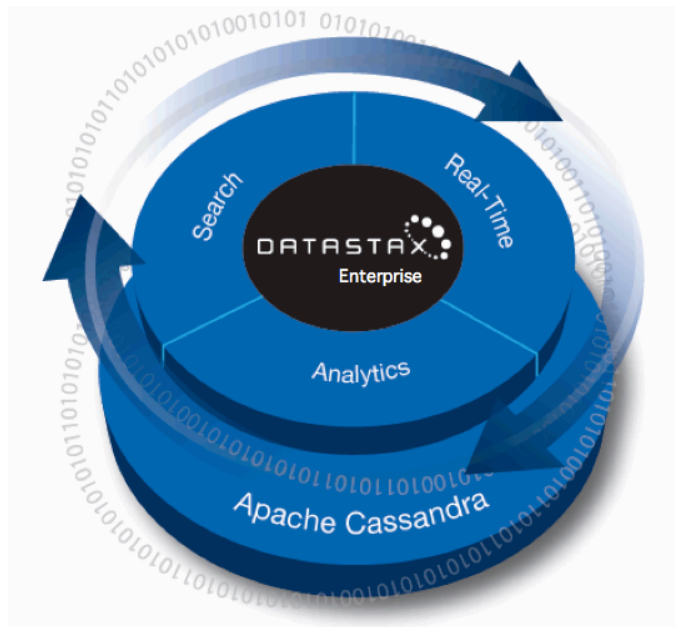 Search
Real-Time
DATASTAX
Enterprise
Analytics
Apache Cassandra